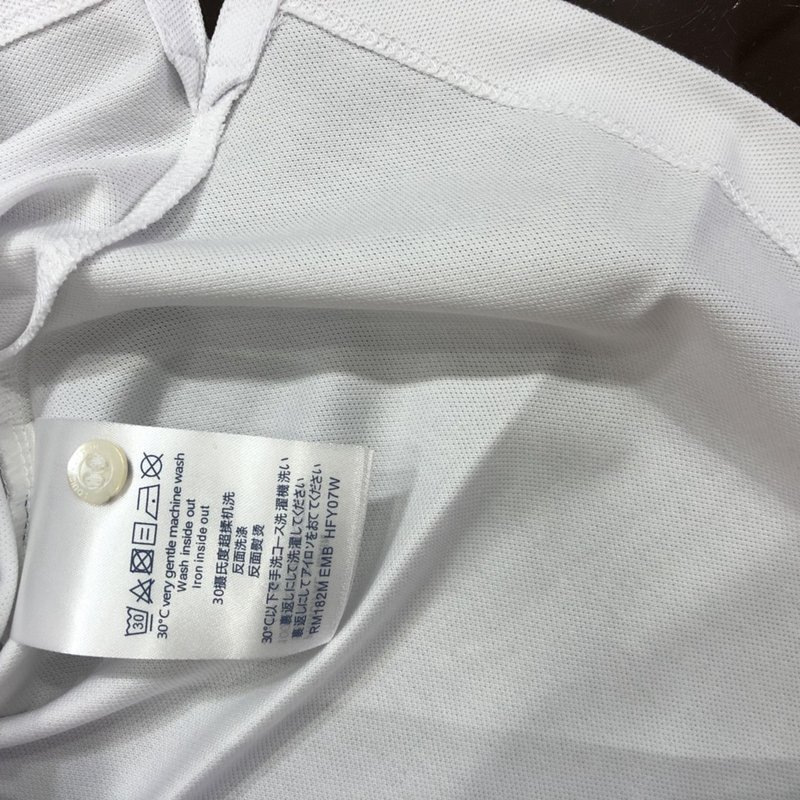 30
30°C very gentle machine wash
Wash inside out
Iron inside out
30摄氏度超揉机洗
反面洗涤
反面熨烫
30°C以下で手洗コース洗濯機洗い
裏返しにして洗濯してください
裏返しにしてアイロンをおてください
RM182M EMB HFY07W